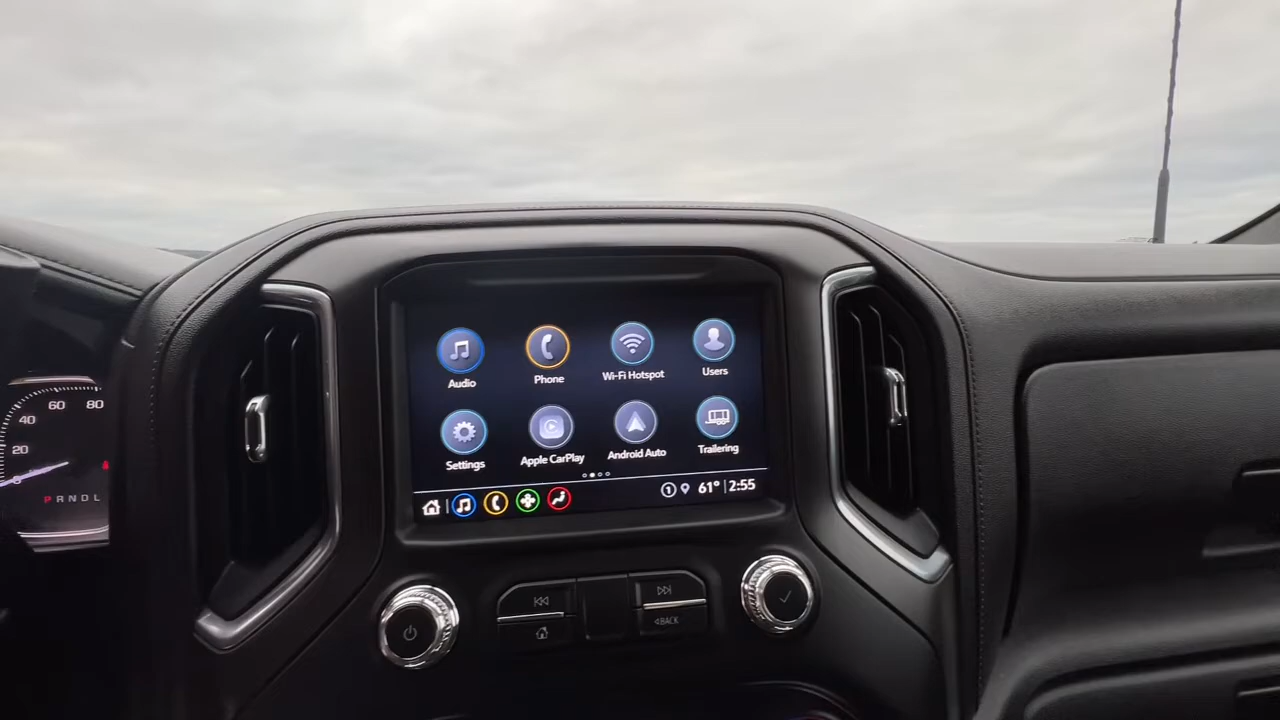 Audio
Phone
Wi-Fi Hotspot
Users
Settings
Apple CarPlay
Android Auto
Trailering
1
61° 2:55
20
40
60
80
PRNDL
BACK